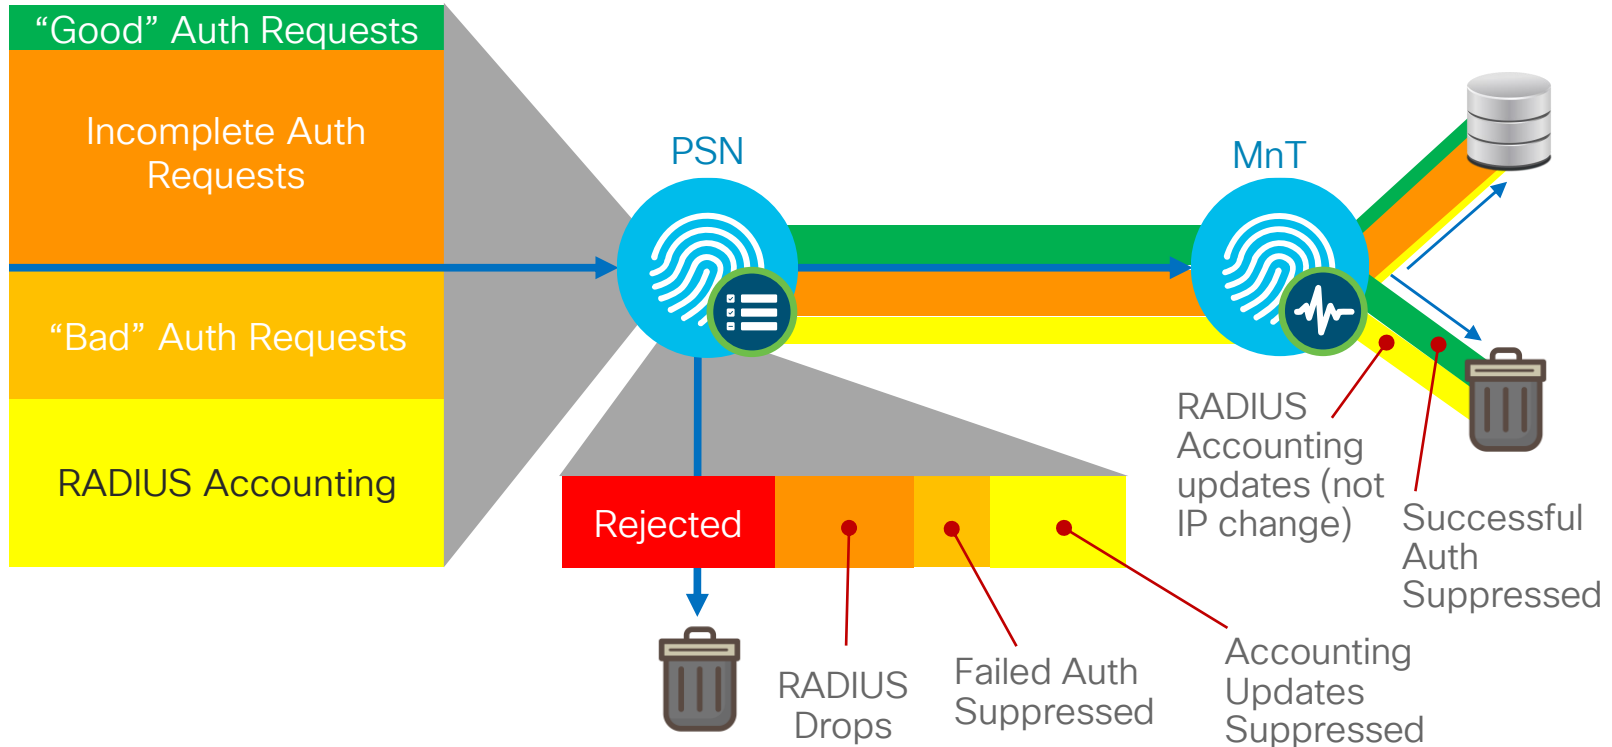 “Good” Auth Requests
Incomplete Auth
Requests
“Bad” Auth Requests
RADIUS Accounting
PSN
MnT
Rejected
RADIUS
Drops
Failed Auth
Suppressed
Accounting
Updates
Suppressed
RADIUS
Accounting
updates (not
IP change)
Successful
Auth
Suppressed